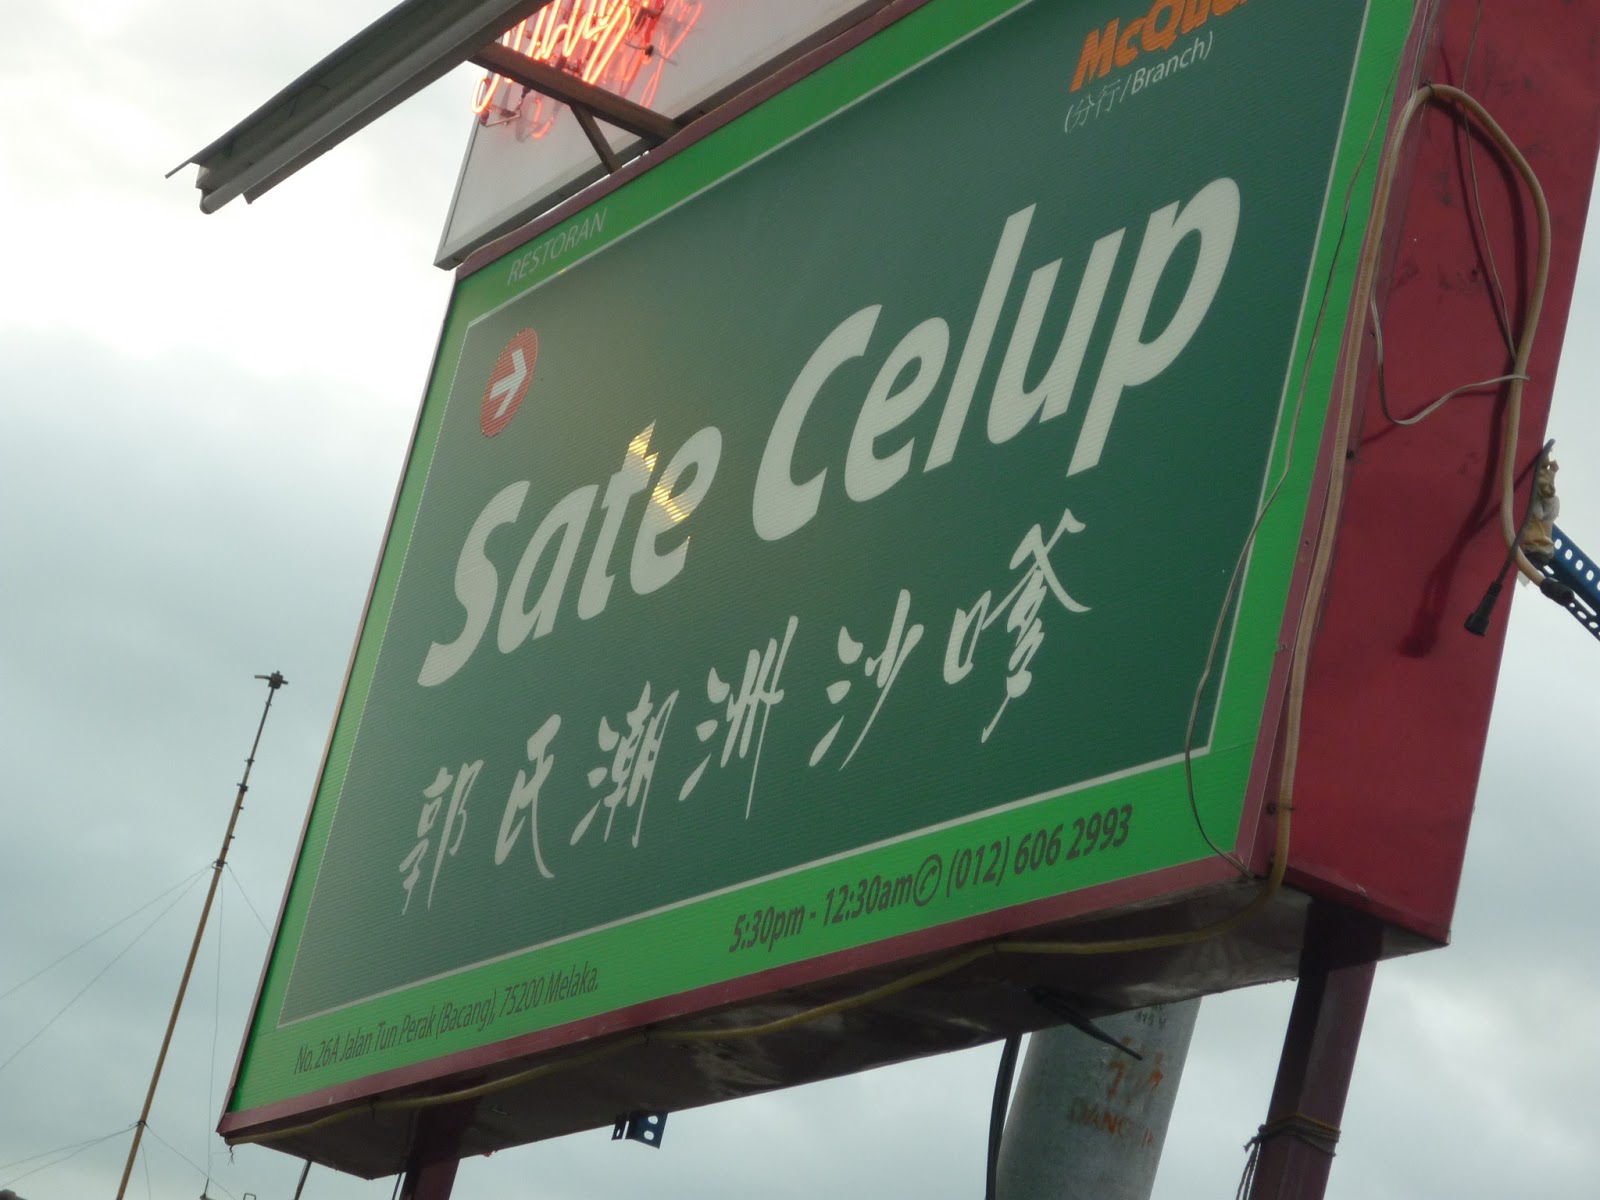 McQue
(分行/Branch)
RESTORAN
Sate Celup
郭氏潮洲沙嗲
5:30pm - 12:30am (012) 606 2993
No. 26A Jalan Tun Perak (Bacang), 75200 Melaka.